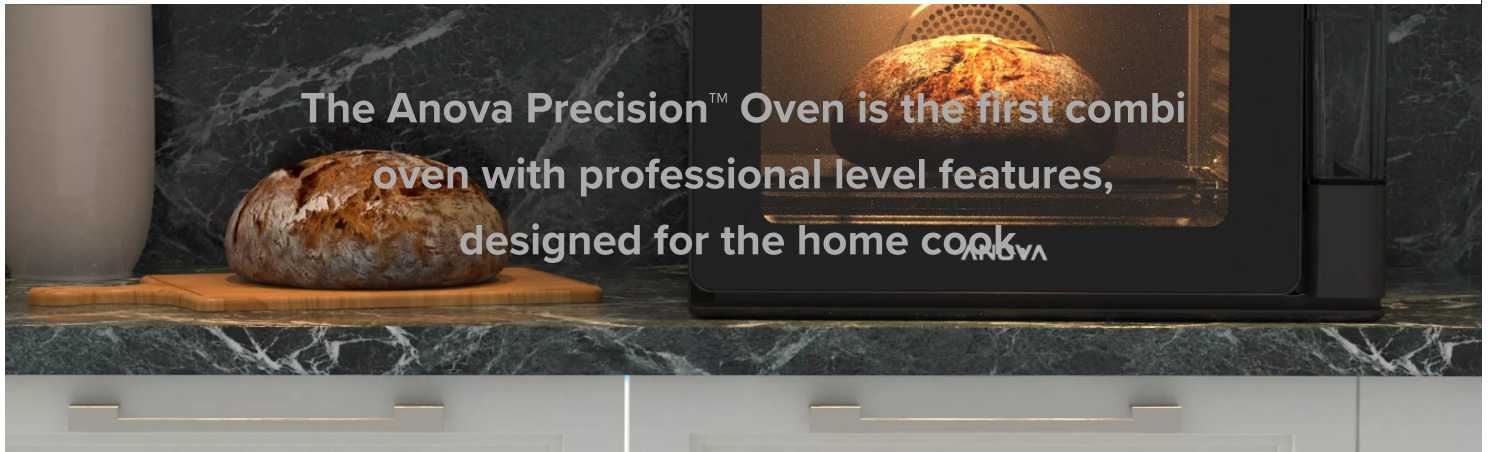 The Anova Precision™ Oven is the first combi
oven with professional level features,
designed for the home cook
ANOVA